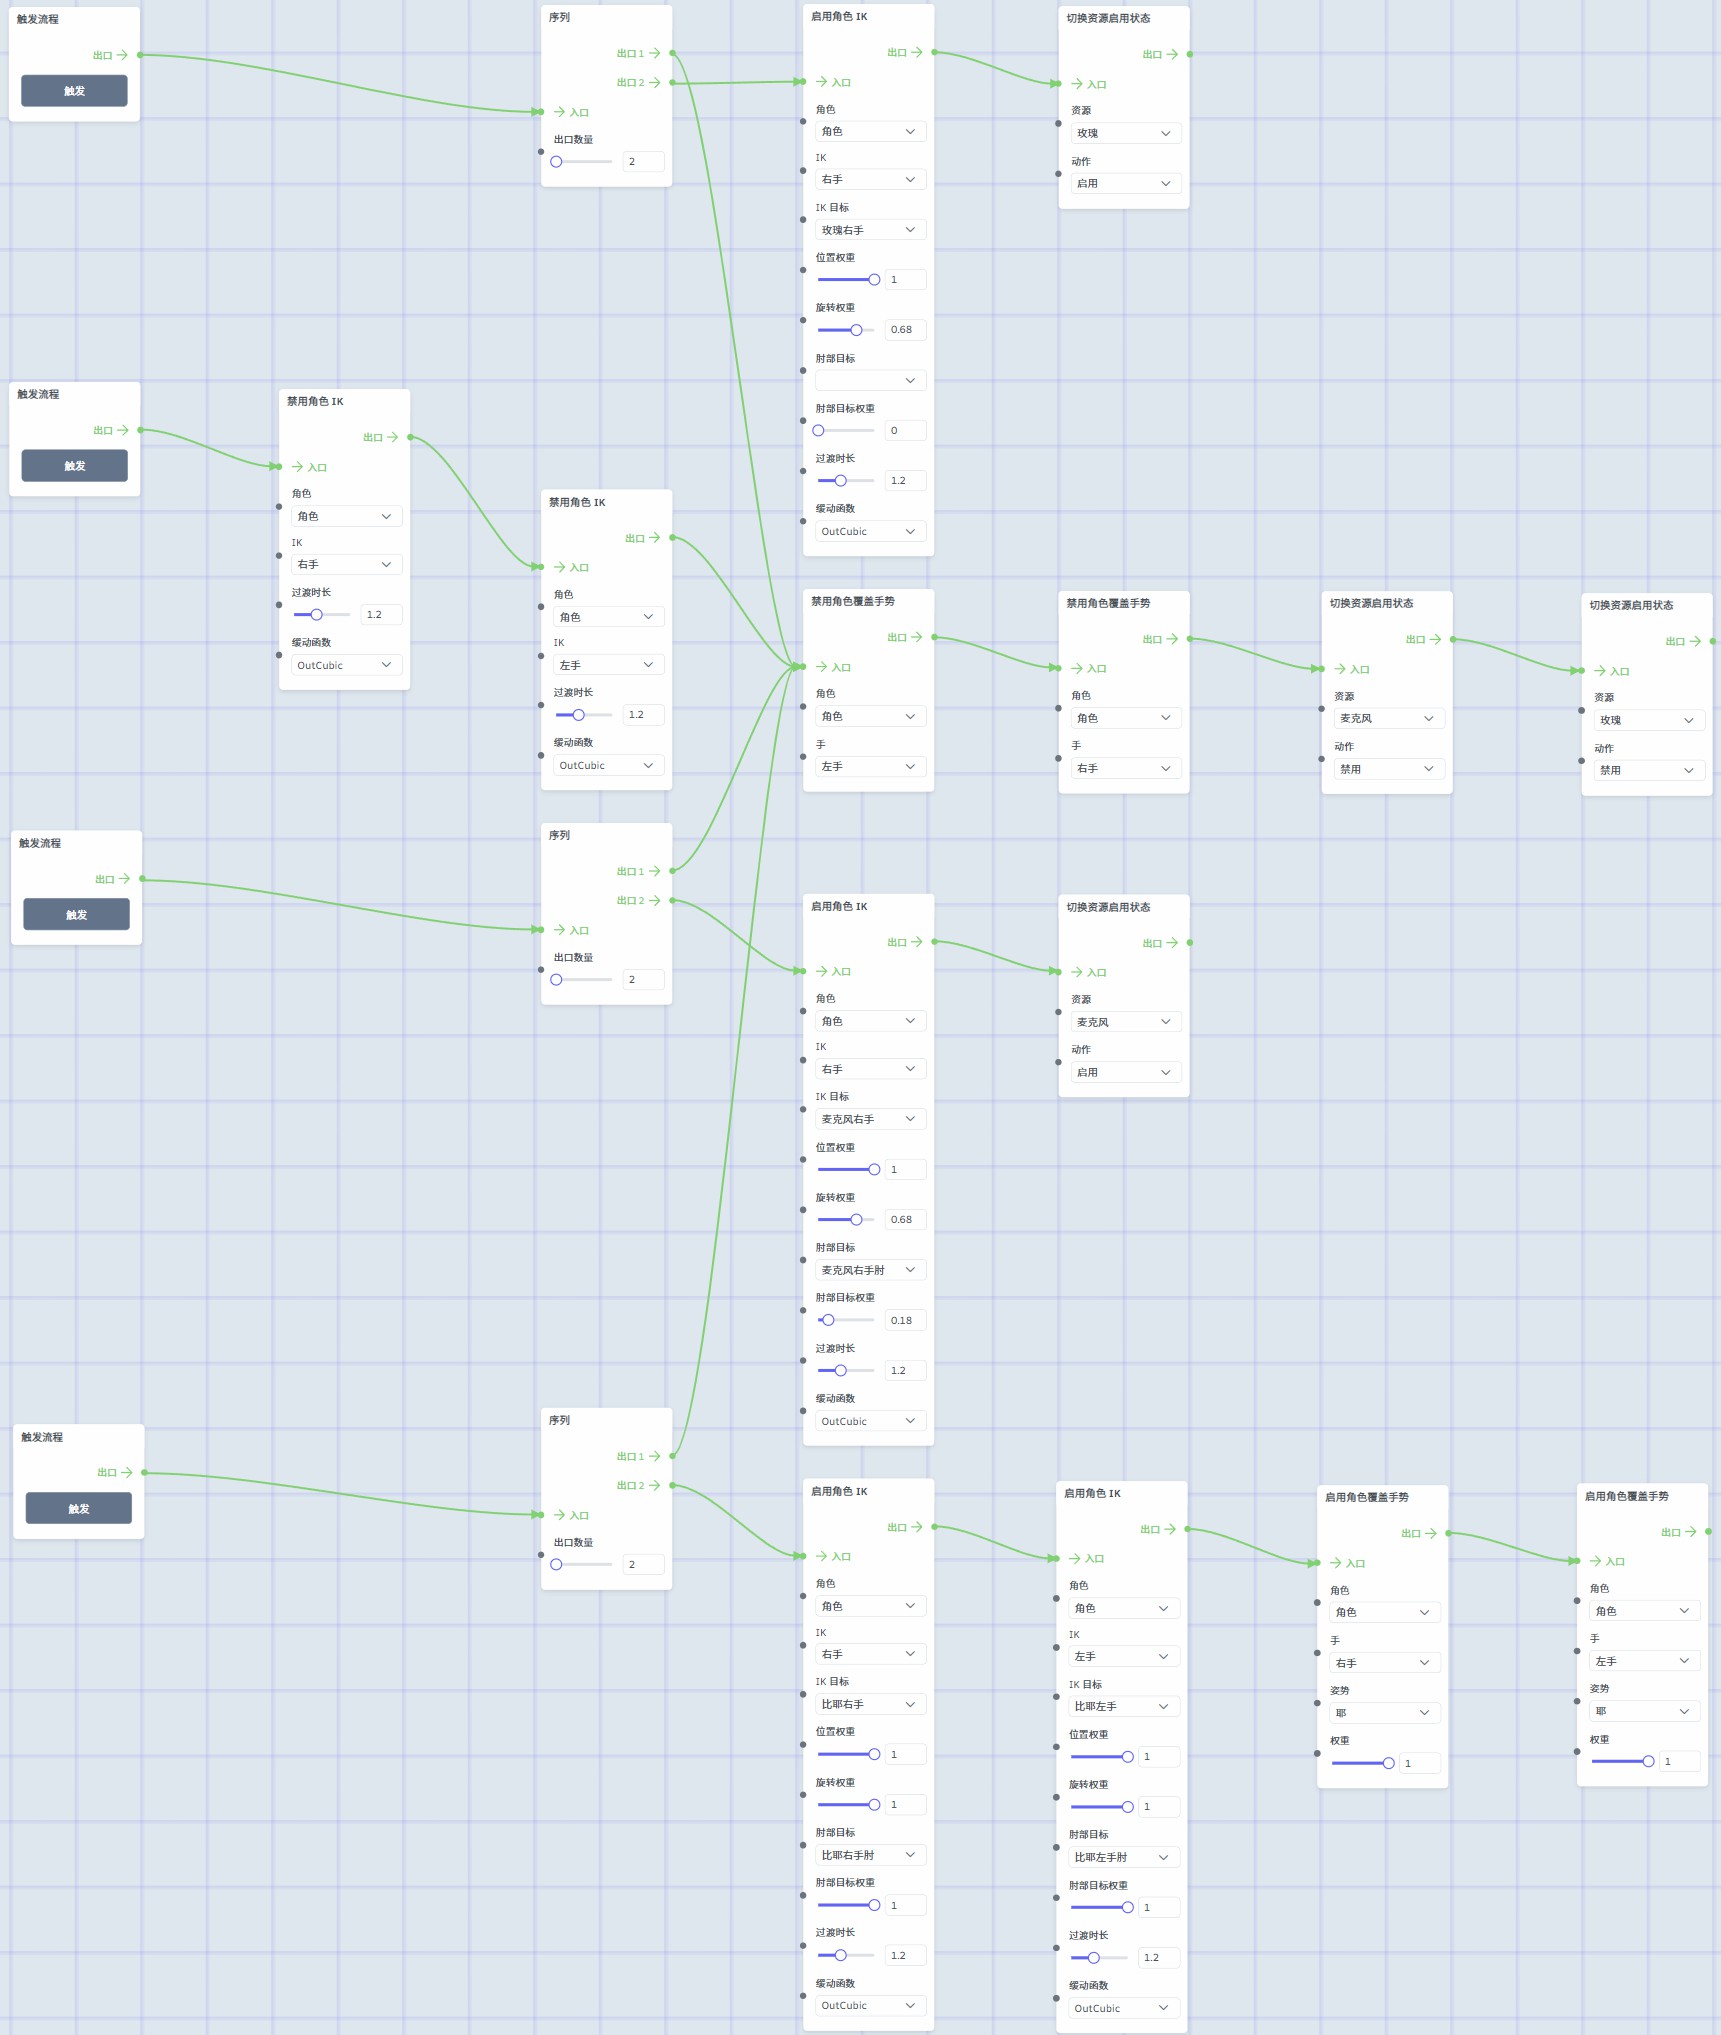 触发流程
出口
触发
序列
出口 1
出口 2
入口
出口数量
2
启用角色 IK
出口
入口
角色
角色
IK
右手
IK 目标
玫瑰右手
位置权重
1
旋转权重
0.68
肘部目标
肘部目标权重
0
过渡时长
1.2
缓动函数
OutCubic
切换资源启用状态
出口
入口
资源
玫瑰
动作
启用
触发流程
出口
触发
禁用角色 IK
出口
入口
角色
角色
IK
右手
过渡时长
1.2
缓动函数
OutCubic
禁用角色 IK
出口
入口
角色
角色
IK
左手
过渡时长
1.2
缓动函数
OutCubic
禁用角色覆盖手势
出口
入口
角色
角色
手
左手
禁用角色覆盖手势
出口
入口
角色
角色
手
右手
切换资源启用状态
出口
入口
资源
麦克风
动作
禁用
切换资源启用状态
出口
入口
资源
玫瑰
动作
禁用
触发流程
出口
触发
序列
出口 1
出口 2
入口
出口数量
2
启用角色 IK
出口
入口
角色
角色
IK
右手
IK 目标
麦克风右手
位置权重
1
旋转权重
0.68
肘部目标
麦克风右手肘
肘部目标权重
0.18
过渡时长
1.2
缓动函数
OutCubic
切换资源启用状态
出口
入口
资源
麦克风
动作
启用
触发流程
出口
触发
序列
出口 1
出口 2
入口
出口数量
2
启用角色 IK
出口
入口
角色
角色
IK
右手
IK 目标
比耶右手
位置权重
1
旋转权重
1
肘部目标
比耶右手肘
肘部目标权重
1
过渡时长
1.2
缓动函数
OutCubic
启用角色 IK
出口
入口
角色
角色
IK
左手
IK 目标
比耶左手
位置权重
1
旋转权重
1
肘部目标
比耶左手肘
肘部目标权重
1
过渡时长
1.2
缓动函数
OutCubic
启用角色覆盖手势
出口
入口
角色
角色
手
右手
姿势
耶
权重
1
启用角色覆盖手势
出口
入口
角色
角色
手
左手
姿势
耶
权重
1